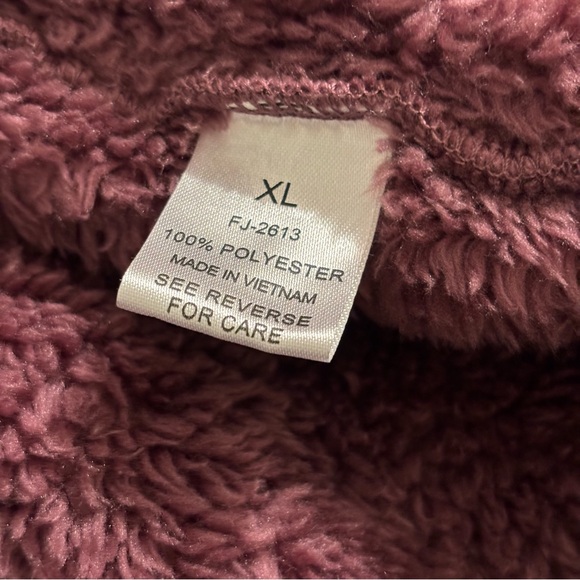 XL
FJ-2613
100% POLYESTER
MADE IN VIETNAM
SEE REVERSE
FOR CARE